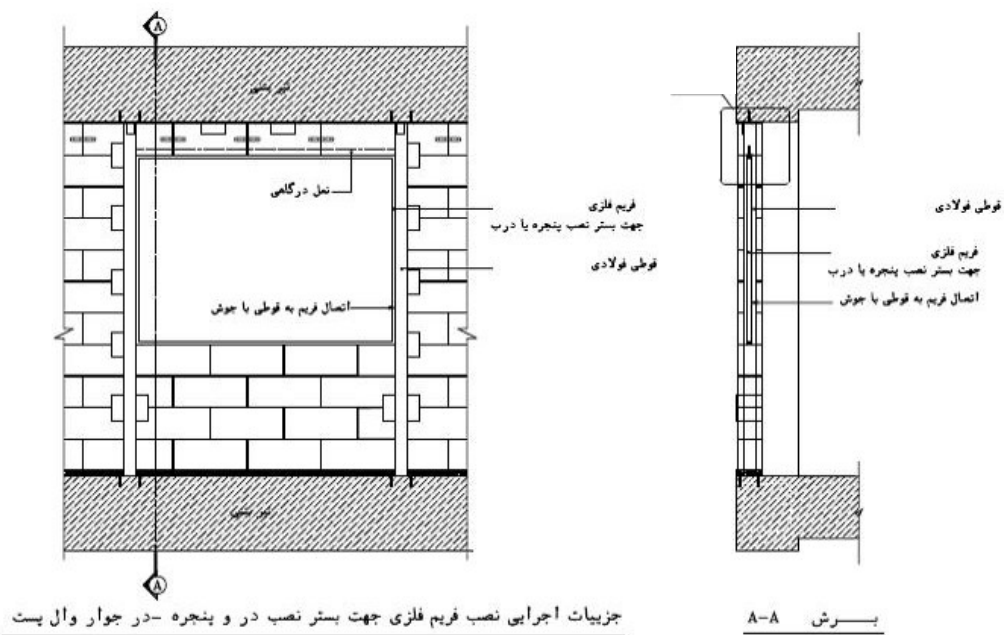 A
تیر بتنی
نعل درگاهی
فریم فلزی
جهت بستر نصب پنجره یا درب
قوطی فولادی
اتصال فریم به قوطی با جوش
تیر بتنی
A
قوطی فولادی
فریم فلزی
جهت بستر نصب پنجره یا درب
اتصال فریم به قوطی با جوش
جزییات اجرایی نصب فریم فلزی جهت بستر نصب در و پنجره -در جوار وال پست
بــرش A-A